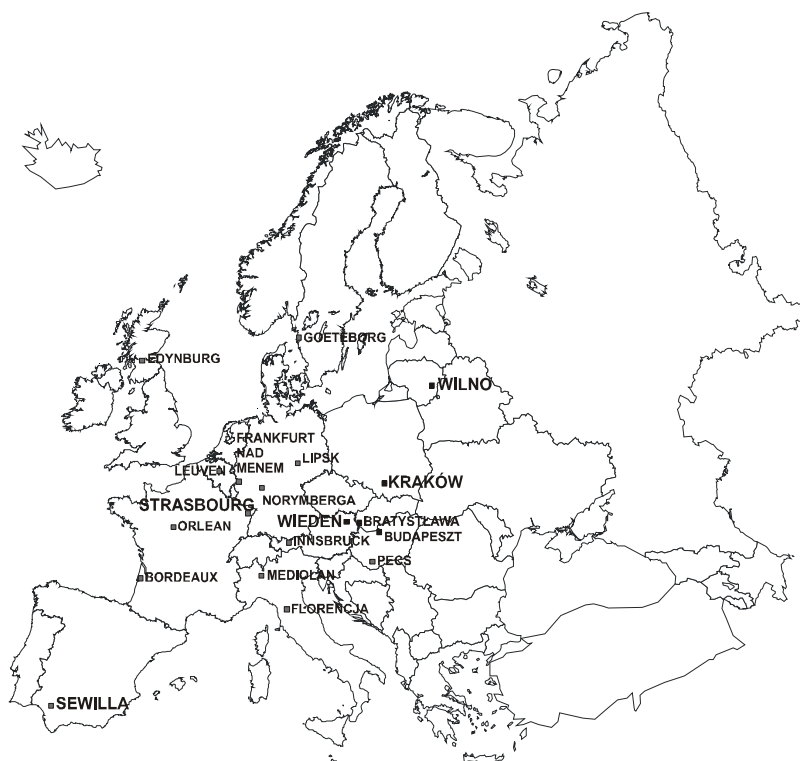 GOETEBORG
EDYNBURG
WILNO
FRANKFURT
NAD
MENEM
LIPSK
LEUVEN
KRAKÓW
NORYMBERGA
STRASBOURG
WIEDEŃ
BRATYSŁAWA
ORLEAN
BUDAPESZT
INNSBRUCK
PECS
BORDEAUX
MEDIOLAN
FLORENCJA
SEWILLA